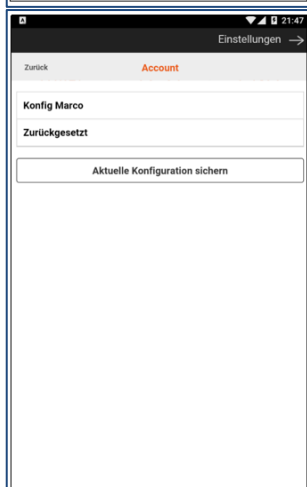 21:47
Einstellungen →
Zurück Account
Konfig Marco
Zurückgesetzt
Aktuelle Konfiguration sichern